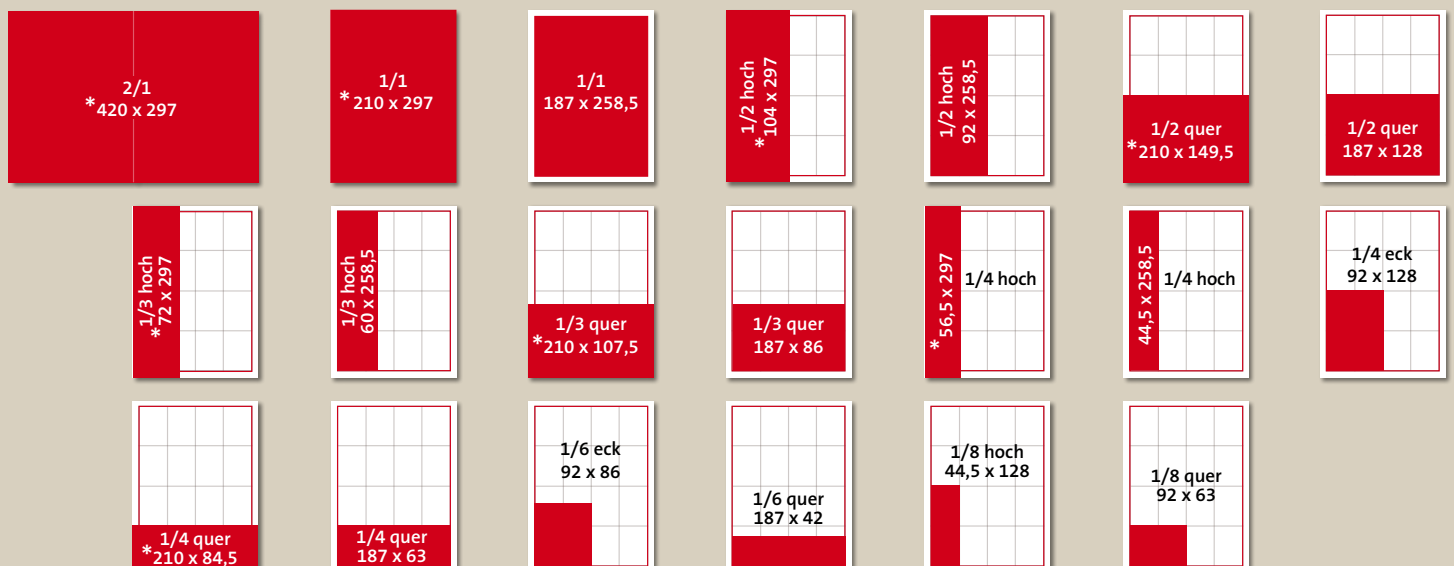 2/1
* 420 x 297
1/1
* 210 x 297
1/1
187 x 258,5
1/2 hoch
*104 x 297
1/2 hoch
92 x 258,5
1/2 quer
*210 x 149,5
1/2 quer
187 x 128
1/3 hoch
*72 x 297
1/3 hoch
60 x 258,5
1/3 quer
*210 x 107,5
1/3 quer
187 x 86
* 56,5 x 297
1/4 hoch
44,5 x 258,5
1/4 hoch
1/4 eck
92 x 128
1/4 quer
*210 x 84,5
1/4 quer
187 x 63
1/6 eck
92 x 86
1/6 quer
187 x 42
1/8 hoch
44,5 x 128
1/8 quer
92 x 63